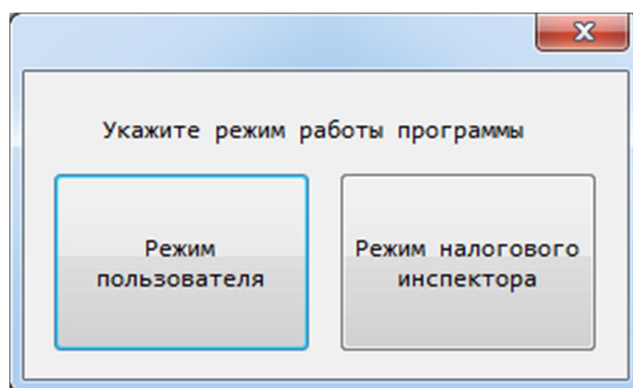 Укажите режим работы программы
Режим
пользователя
Режим налогового
инспектора